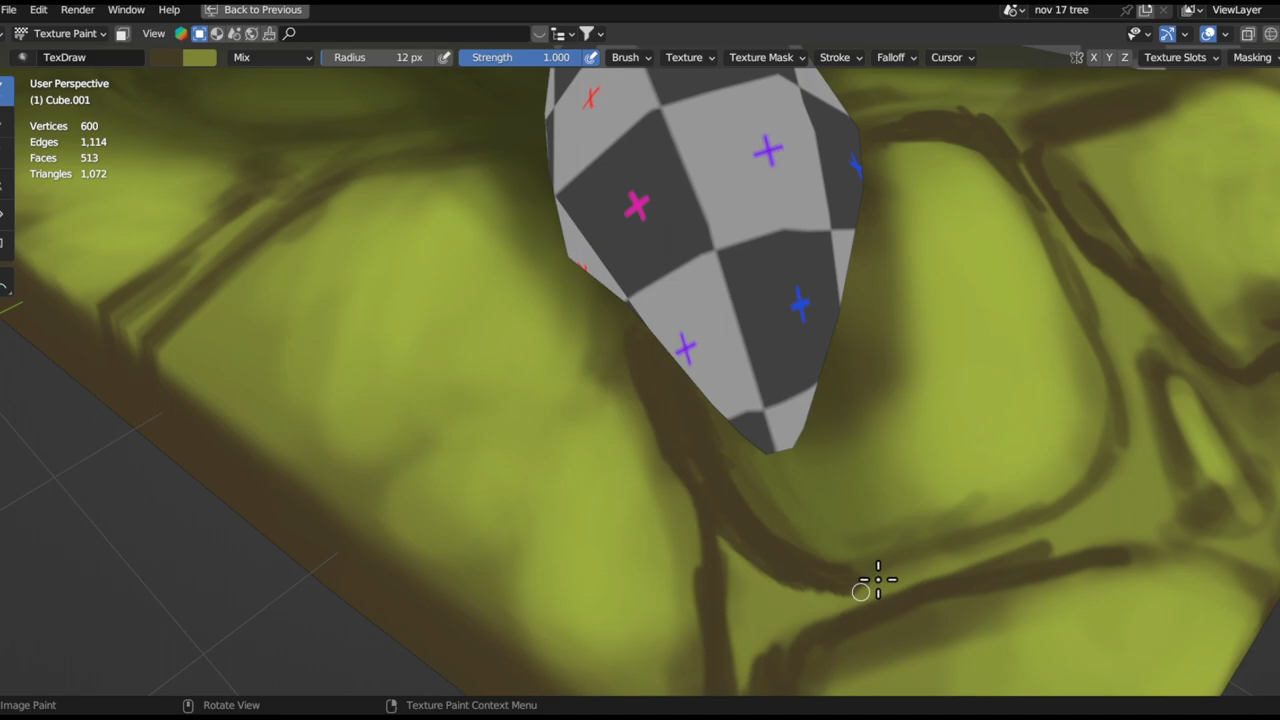 File Edit Render Window Help Back to Previous nov 17 tree ViewLayer
Texture Paint View
TexDraw Mix Radius 12 px Strength 1.000 Brush Texture Texture Mask Stroke Falloff Cursor X Y Z Texture Slots Masking
User Perspective
(1) Cube.001
Vertices 600
Edges 1,114
Faces 513
Triangles 1,072
Image Paint Rotate View Texture Paint Context Menu